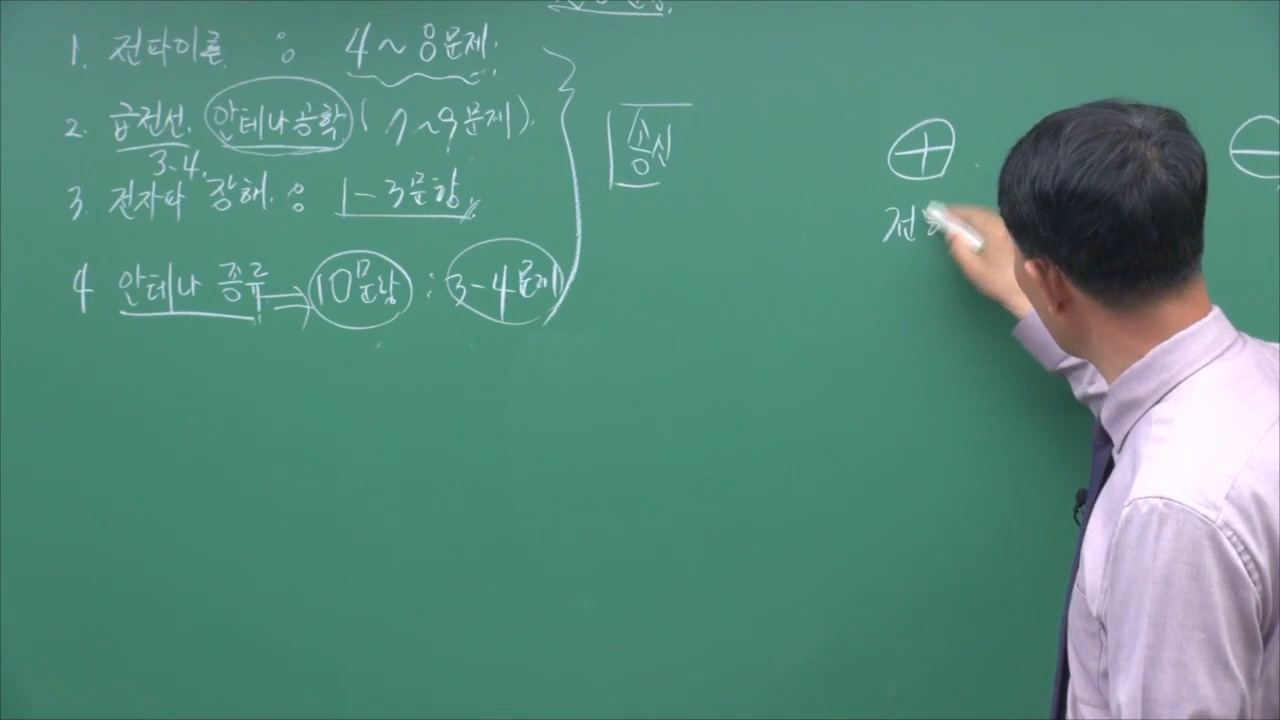 1. 전파이론 : 4~8문제.
2. 급전선. 안테나공학 ( 7~9문제).
3-4.
3. 전자파 장해. : 1-3문항.
4 안테나 종류 ⇒ 10문항 : 3-4문제
송신
+ -
전